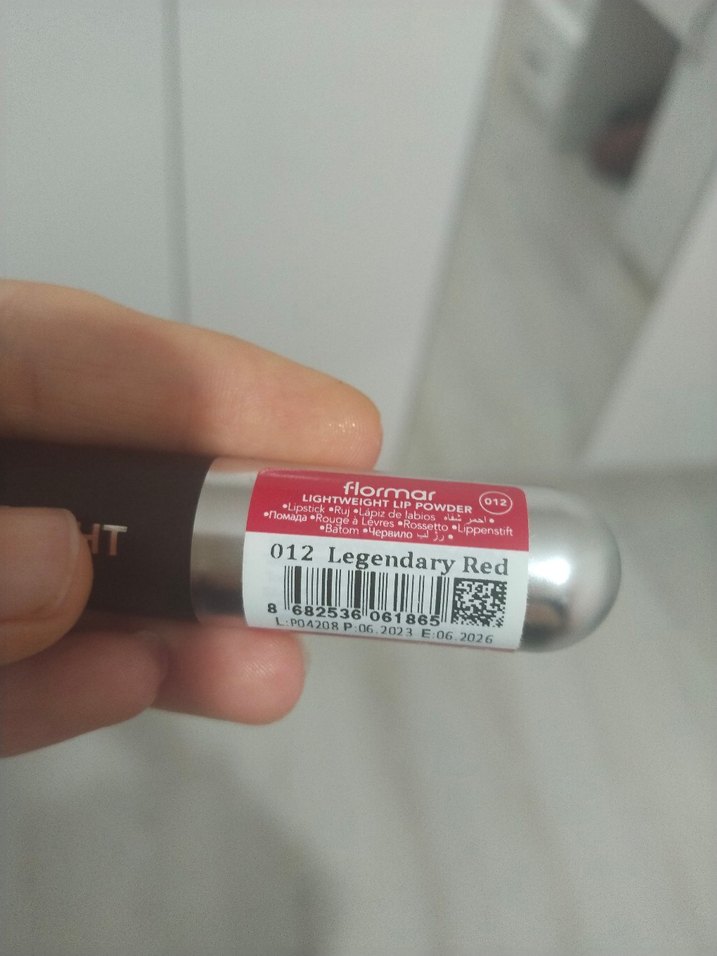 HT
flormar
LIGHTWEIGHT LIP POWDER
012
•Lipstick •Ruj •Lápiz de labios احمر شفاه •
•Помада •Rouge à Lèvres •Rossetto •Lippenstift
•Batom •Червило رژ لب •
012 Legendary Red
8 682536 061865
L:P04208 P:06.2023 E:06.2026